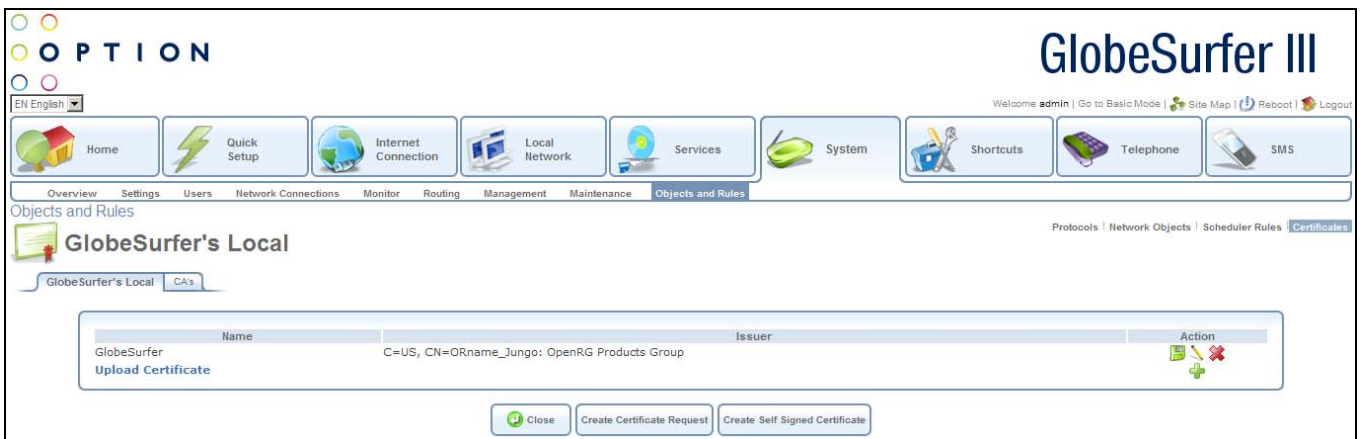 OPTION
GlobeSurfer III
EN English
Welcome admin | Go to Basic Mode | Site Map | Reboot | Logout
Home
Quick Setup
Internet Connection
Local Network
Services
System
Shortcuts
Telephone
SMS
Overview Settings Users Network Connections Monitor Routing Management Maintenance Objects and Rules
Objects and Rules
Protocols | Network Objects | Scheduler Rules | Certificates
GlobeSurfer's Local
GlobeSurfer's Local CA's
Name Issuer Action
GlobeSurfer C=US, CN=ORname_Jungo: OpenRG Products Group
Upload Certificate
Close Create Certificate Request Create Self Signed Certificate